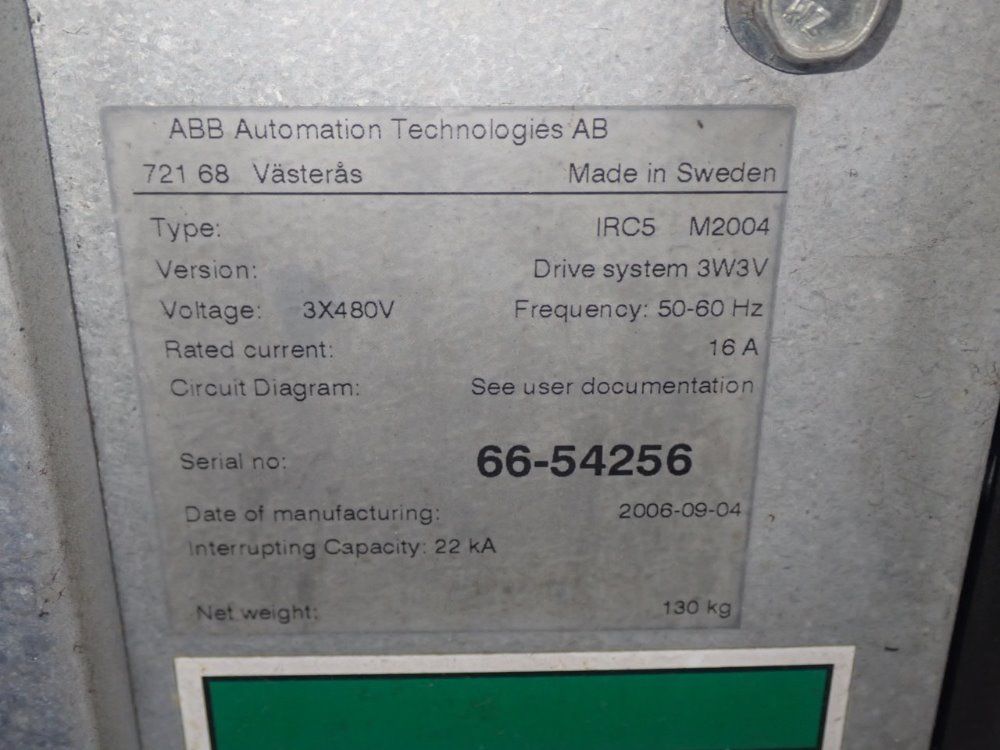 ABB Automation Technologies AB
721 68 Västerås Made in Sweden
Type: IRC5 M2004
Version: Drive system 3W3V
Voltage: 3X480V Frequency: 50-60 Hz
Rated current: 16 A
Circuit Diagram: See user documentation
Serial no: 66-54256
Date of manufacturing: 2006-09-04
Interrupting Capacity: 22 kA
Net weight: 130 kg